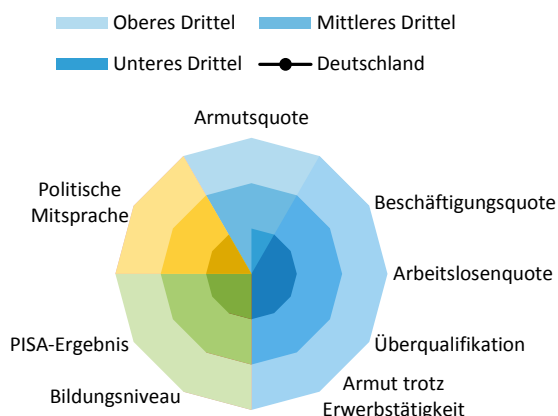 Oberes Drittel
Mittleres Drittel
Unteres Drittel
Deutschland
Armutsquote
Politische
Mitsprache
Beschäftigungsquote
Arbeitslosenquote
PISA-Ergebnis
Überqualifikation
Bildungsniveau
Armut trotz
Erwerbstätigkeit